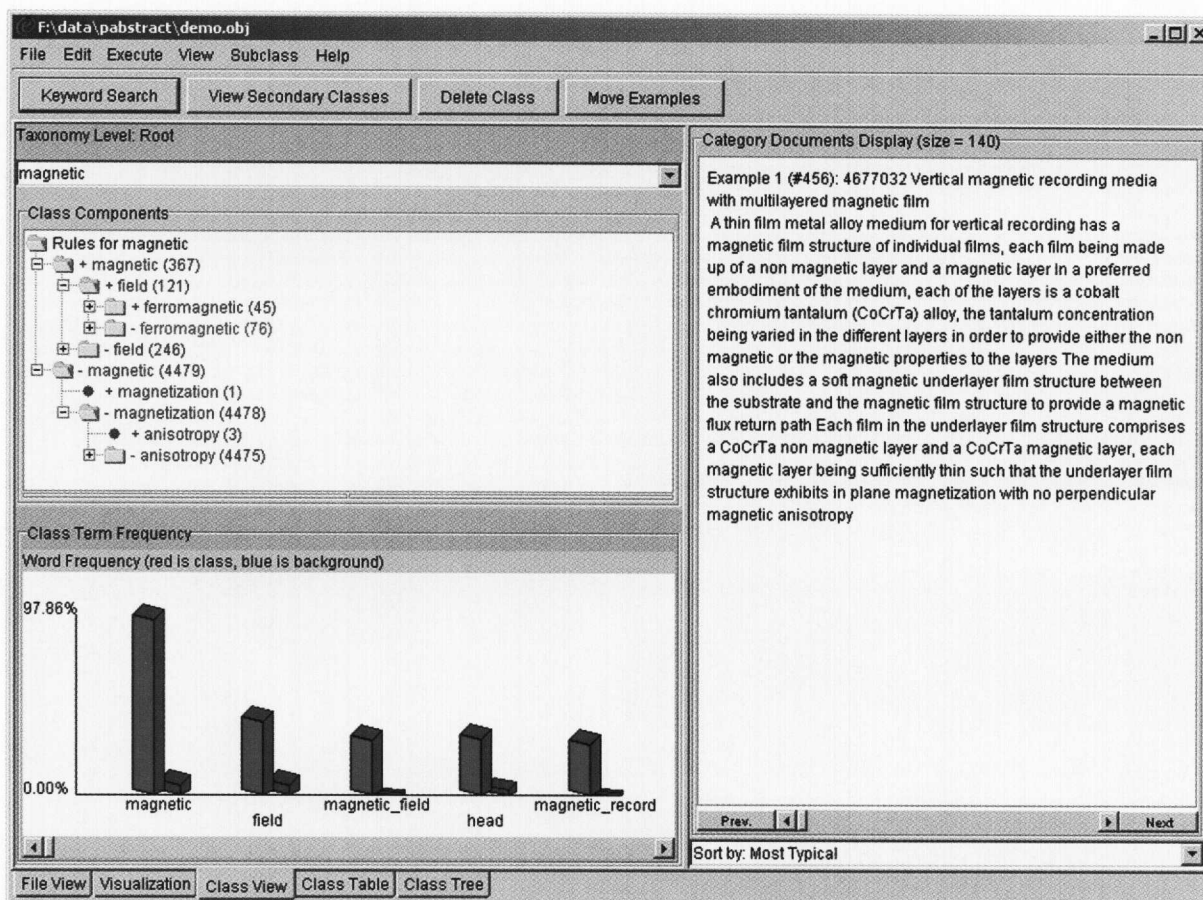 F:\data\pabstract\demo.obj
File Edit Execute View Subclass Help
Keyword Search View Secondary Classes Delete Class Move Examples
Taxonomy Level: Root
magnetic
Class Components
Rules for magnetic
+ magnetic (367)
+ field (121)
+ ferromagnetic (45)
- ferromagnetic (76)
- field (246)
- magnetic (4479)
+ magnetization (1)
- magnetization (4478)
+ anisotropy (3)
- anisotropy (4475)
Class Term Frequency
Word Frequency (red is class, blue is background)
97.86%
0.00%
magnetic
field
magnetic_field
head
magnetic_record
Category Documents Display (size = 140)
Example 1 (#456): 4677032 Vertical magnetic recording media
with multilayered magnetic film
A thin film metal alloy medium for vertical recording has a
magnetic film structure of individual films, each film being made
up of a non magnetic layer and a magnetic layer In a preferred
embodiment of the medium, each of the layers is a cobalt
chromium tantalum (CoCrTa) alloy, the tantalum concentration
being varied in the different layers in order to provide either the non
magnetic or the magnetic properties to the layers The medium
also includes a soft magnetic underlayer film structure between
the substrate and the magnetic film structure to provide a magnetic
flux return path Each film in the underlayer film structure comprises
a CoCrTa non magnetic layer and a CoCrTa magnetic layer, each
magnetic layer being sufficiently thin such that the underlayer film
structure exhibits in plane magnetization with no perpendicular
magnetic anisotropy
Prev. Next
Sort by: Most Typical
File View Visualization Class View Class Table Class Tree